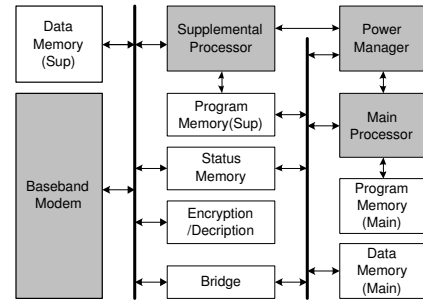 Data
Memory
(Sup)
Supplemental
Processor
Power
Manager
Baseband
Modem
Program
Memory(Sup)
Main
Processor
Status
Memory
Program
Memory
(Main)
Encryption
/Decription
Bridge
Data
Memory
(Main)